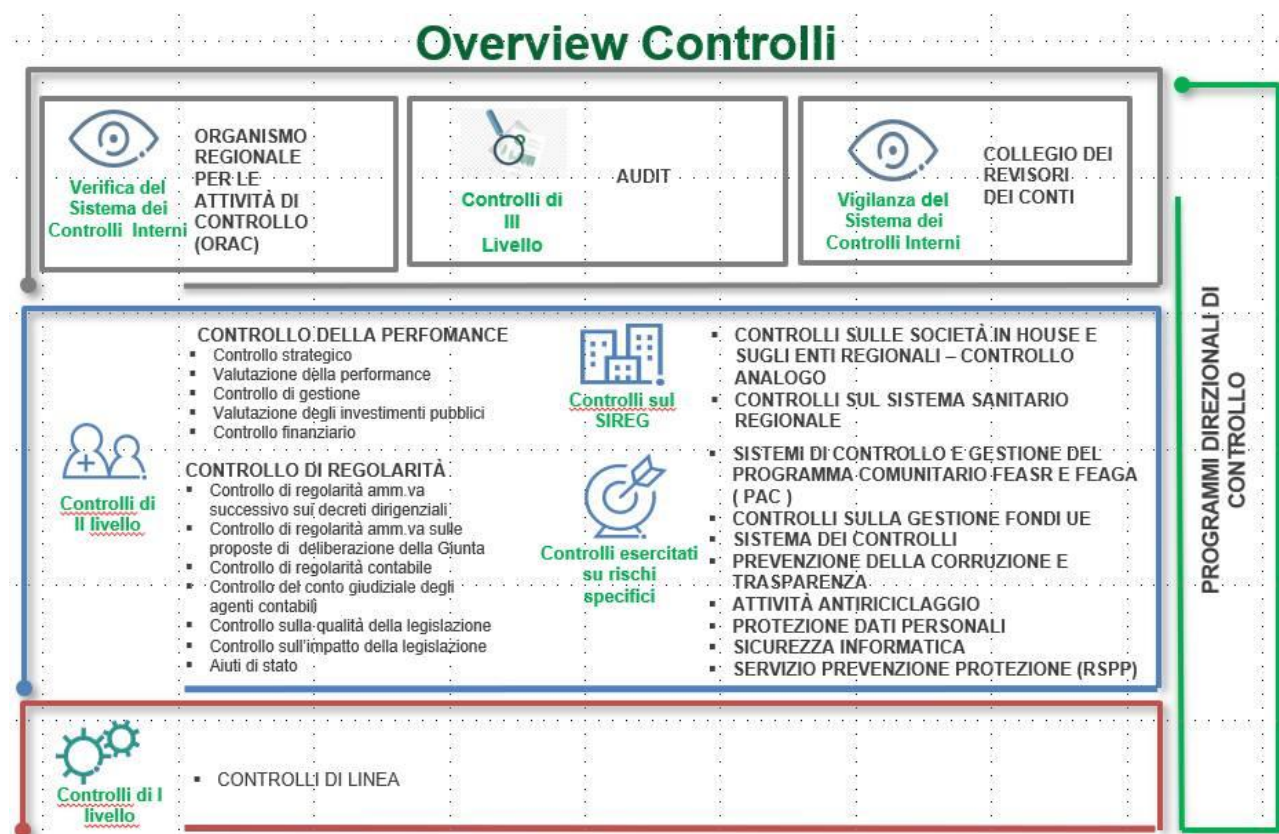 Overview Controlli
Verifica del
Sistema dei
Controlli Interni
ORGANISMO
REGIONALE
PER LE
ATTIVITÀ DI
CONTROLLO
(ORAC)
Controlli di
III
Livello
AUDIT
Vigilanza del
Sistema dei
Controlli Interni
COLLEGIO DEI
REVISORI
DEI CONTI
Controlli di
II livello
CONTROLLO DELLA PERFOMANCE
▪ Controllo strategico
▪ Valutazione della performance
▪ Controllo di gestione
▪ Valutazione degli investimenti pubblici
▪ Controllo finanziario
CONTROLLO DI REGOLARITÀ
▪ Controllo di regolarità amm.va
successivo sui decreti dirigenziali
▪ Controllo di regolarità amm.va sulle
proposte di deliberazione della Giunta
▪ Controllo di regolarità contabile
▪ Controllo del conto giudiziale degli
agenti contabili
▪ Controllo sulla qualità della legislazione
▪ Controllo sull'impatto della legislazione
▪ Aiuti di stato
Controlli sul
SIREG
▪ CONTROLLI SULLE SOCIETÀ IN HOUSE E
SUGLI ENTI REGIONALI – CONTROLLO
ANALOGO
▪ CONTROLLI SUL SISTEMA SANITARIO
REGIONALE
Controlli esercitati
su rischi
specifici
▪ SISTEMI DI CONTROLLO E GESTIONE DEL
PROGRAMMA COMUNITARIO FEASR E FEAGA
( PAC )
▪ CONTROLLI SULLA GESTIONE FONDI UE
▪ SISTEMA DEI CONTROLLI
▪ PREVENZIONE DELLA CORRUZIONE E
TRASPARENZA
▪ ATTIVITÀ ANTIRICICLAGGIO
▪ PROTEZIONE DATI PERSONALI
▪ SICUREZZA INFORMATICA
▪ SERVIZIO PREVENZIONE PROTEZIONE (RSPP)
Controlli di I
livello
▪ CONTROLLI DI LINEA
PROGRAMMI DIREZIONALI DI
CONTROLLO